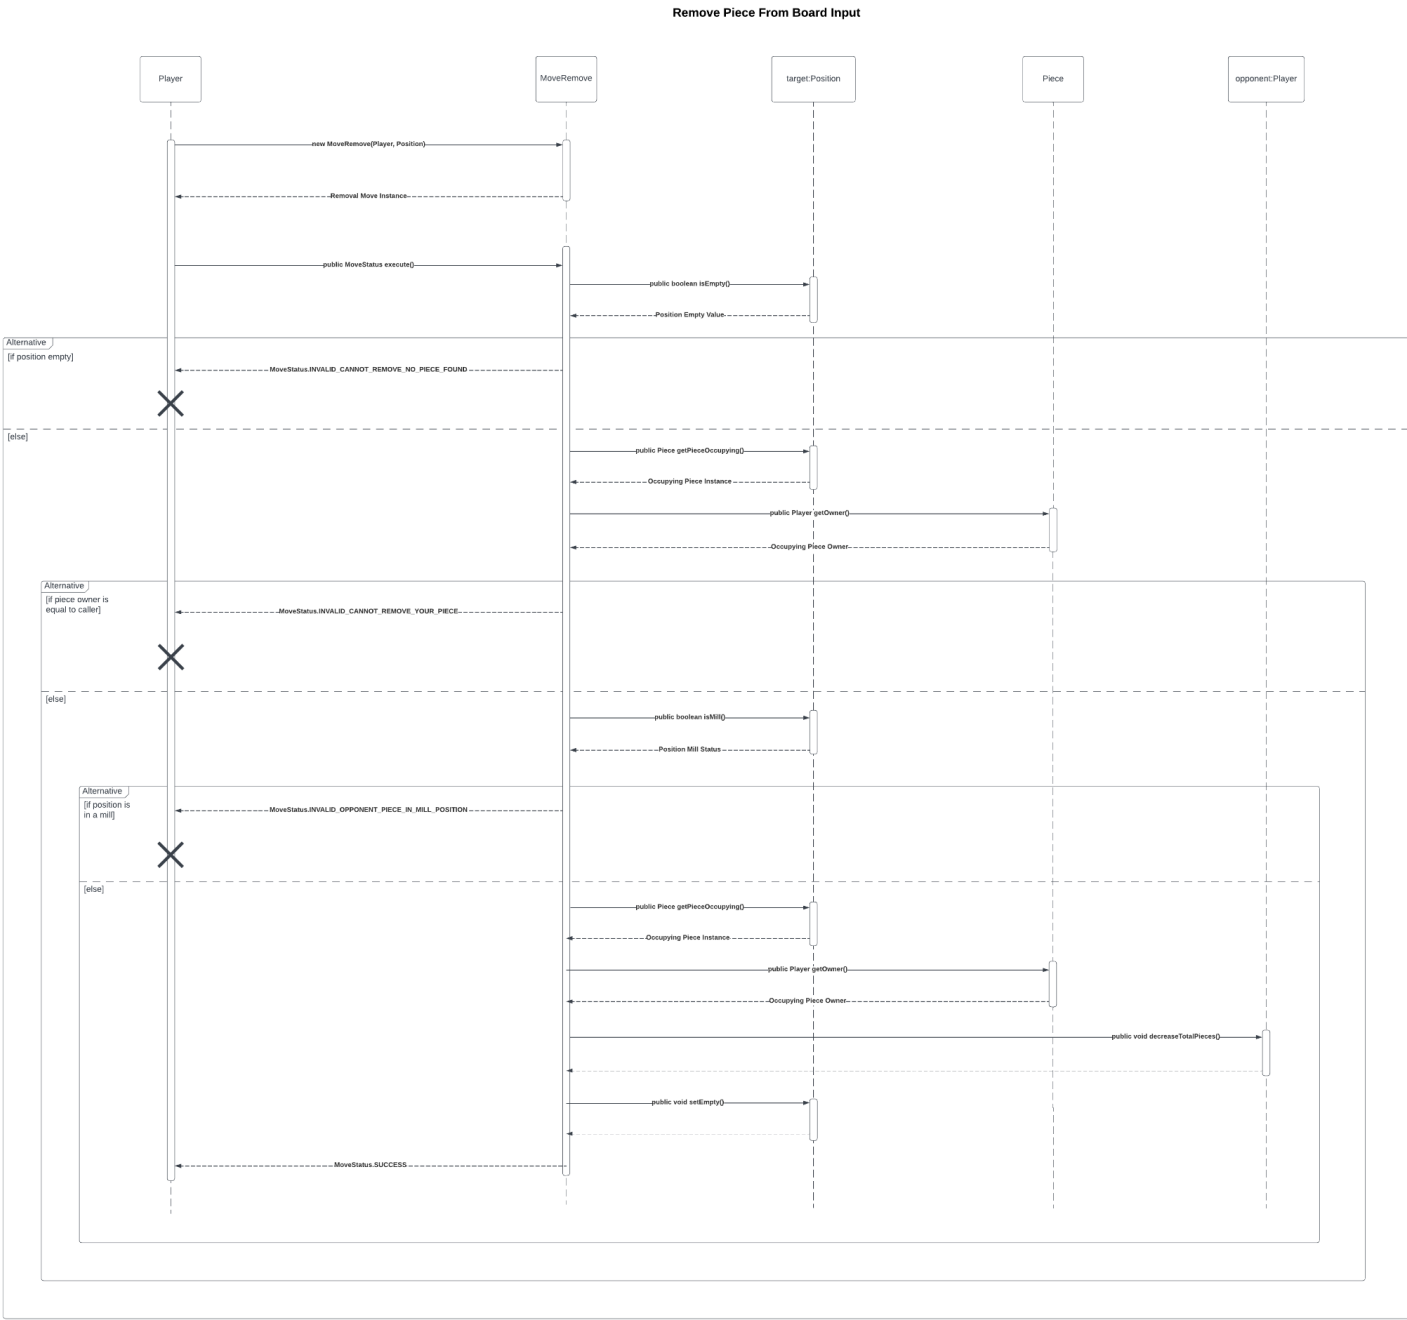 Remove Piece From Board Input
Player
MoveRemove
target:Position
Piece
opponent:Player
new MoveRemove(Player, Position)
Removal Move Instance
public MoveStatus execute()
public boolean isEmpty()
Position Empty Value
Alternative
[if position empty]
MoveStatus.INVALID_CANNOT_REMOVE_NO_PIECE_FOUND
[else]
public Piece getPieceOccupying()
Occupying Piece Instance
public Player getOwner()
Occupying Piece Owner
Alternative
[if piece owner is
equal to caller]
MoveStatus.INVALID_CANNOT_REMOVE_YOUR_PIECE
[else]
public boolean isMill()
Position Mill Status
Alternative
[if position is
in a mill]
MoveStatus.INVALID_OPPONENT_PIECE_IN_MILL_POSITION
[else]
public Piece getPieceOccupying()
Occupying Piece Instance
public Player getOwner()
Occupying Piece Owner
public void decreaseTotalPieces()
public void setEmpty()
MoveStatus.SUCCESS